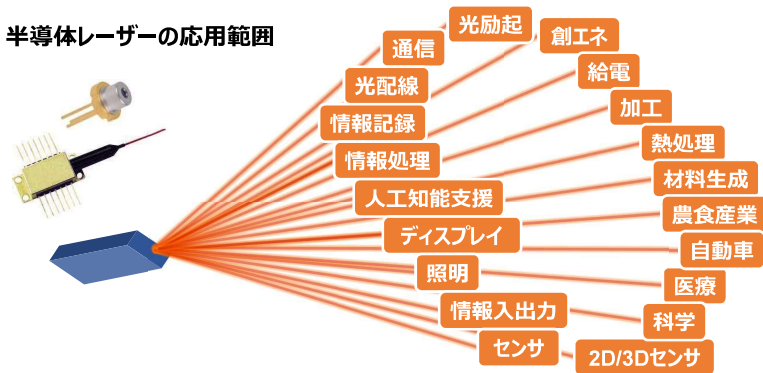 半導体レーザーの応用範囲
光励起
通信
創エネ
光配線
給電
情報記録
加工
情報処理
熱処理
人工知能支援
材料生成
ディスプレイ
農食産業
照明
自動車
情報入出力
医療
センサ
科学
2D/3Dセンサ